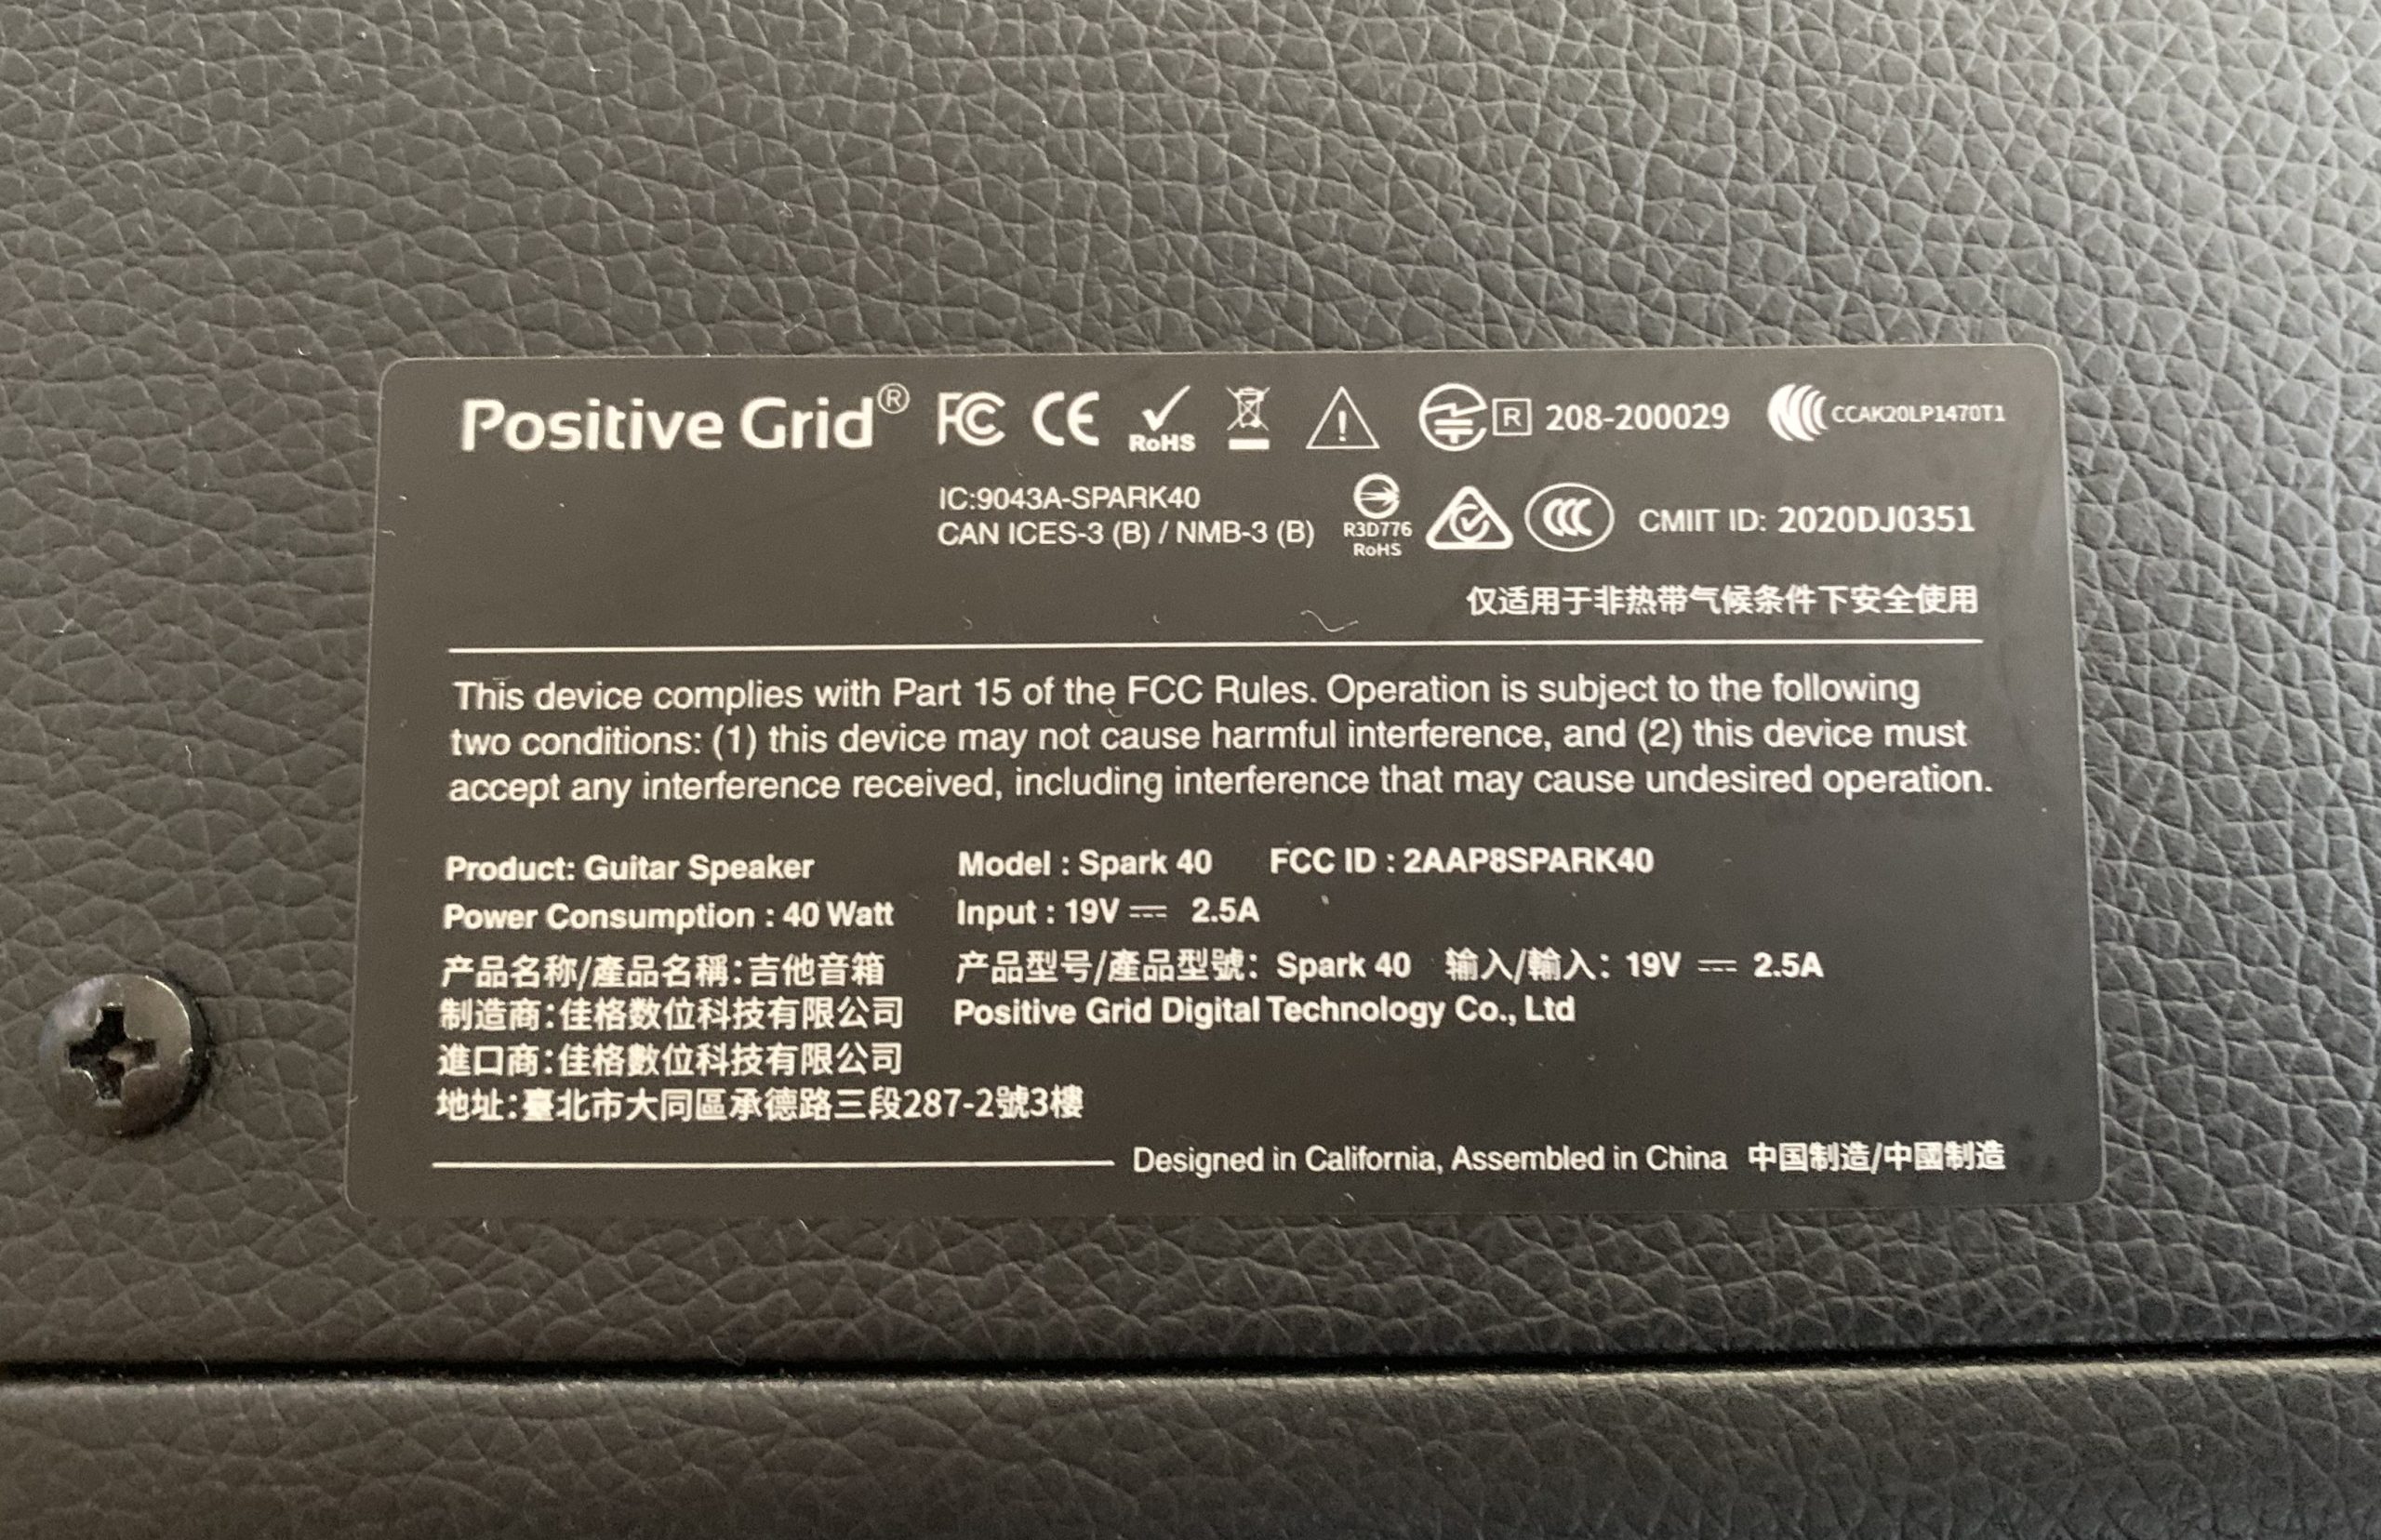 Positive Grid® FC CE RoHS R 208-200029 CCAK20LP1470T1
IC:9043A-SPARK40
CAN ICES-3 (B) / NMB-3 (B) R3D776 RoHS CCC CMIIT ID: 2020DJ0351
仅适用于非热带气候条件下安全使用
This device complies with Part 15 of the FCC Rules. Operation is subject to the following
two conditions: (1) this device may not cause harmful interference, and (2) this device must
accept any interference received, including interference that may cause undesired operation.
Product: Guitar Speaker Model : Spark 40 FCC ID : 2AAP8SPARK40
Power Consumption : 40 Watt Input : 19V ⎓ 2.5A
产品名称/產品名稱：吉他音箱 产品型号/產品型號：Spark 40 输入/輸入：19V ⎓ 2.5A
制造商：佳格数位科技有限公司 Positive Grid Digital Technology Co., Ltd
進口商：佳格數位科技有限公司
地址：臺北市大同區承德路三段287-2號3樓
Designed in California, Assembled in China 中国制造/中國制造